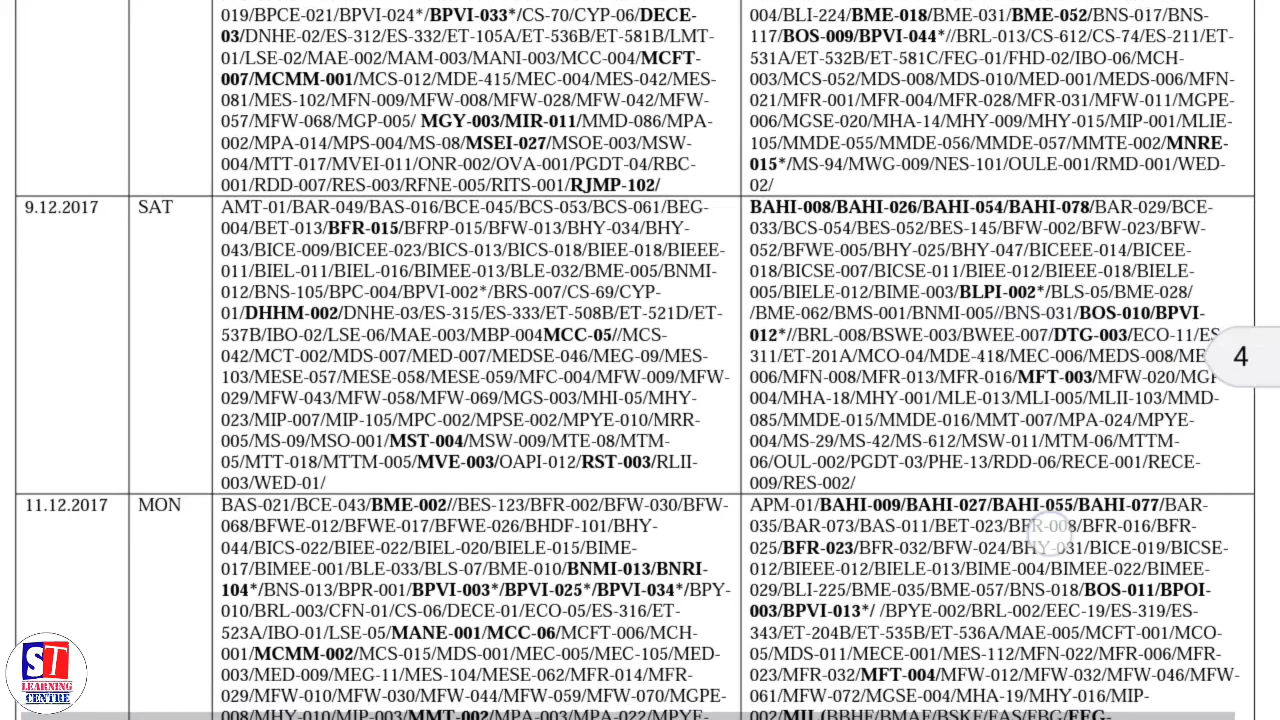 019/BPCE-021/BPVI-024*/BPVI-033*/CS-70/CYP-06/DECE-
03/DNHE-02/ES-312/ES-332/ET-105A/ET-536B/ET-581B/LMT-
01/LSE-02/MAE-002/MAM-003/MANI-003/MCC-004/MCFT-
007/MCMM-001/MCS-012/MDE-415/MEC-004/MES-042/MES-
081/MES-102/MFN-009/MFW-008/MFW-028/MFW-042/MFW-
057/MFW-068/MGP-005/ MGY-003/MIR-011/MMD-086/MPA-
002/MPA-014/MPS-004/MS-08/MSEI-027/MSOE-003/MSW-
004/MTT-017/MVEI-011/ONR-002/OVA-001/PGDT-04/RBC-
001/RDD-007/RES-003/RFNE-005/RITS-001/RJMP-102/
004/BLI-224/BME-018/BME-031/BME-052/BNS-017/BNS-
117/BOS-009/BPVI-044*//BRL-013/CS-612/CS-74/ES-211/ET-
531A/ET-532B/ET-581C/FEG-01/FHD-02/IBO-06/MCH-
003/MCS-052/MDS-008/MDS-010/MED-001/MEDS-006/MFN-
021/MFR-001/MFR-004/MFR-028/MFR-031/MFW-011/MGPE-
006/MGSE-020/MHA-14/MHY-009/MHY-015/MIP-001/MLIE-
105/MMDE-055/MMDE-056/MMDE-057/MMTE-002/MNRE-
015*/MS-94/MWG-009/NES-101/OULE-001/RMD-001/WED-
02/
9.12.2017
SAT
AMT-01/BAR-049/BAS-016/BCE-045/BCS-053/BCS-061/BEG-
004/BET-013/BFR-015/BFRP-015/BFW-013/BHY-034/BHY-
043/BICE-009/BICEE-023/BICS-013/BICS-018/BIEE-018/BIEEE-
011/BIEL-011/BIEL-016/BIMEE-013/BLE-032/BME-005/BNMI-
012/BNS-105/BPC-004/BPVI-002*/BRS-007/CS-69/CYP-
01/DHHM-002/DNHE-03/ES-315/ES-333/ET-508B/ET-521D/ET-
537B/IBO-02/LSE-06/MAE-003/MBP-004MCC-05//MCS-
042/MCT-002/MDS-007/MED-007/MEDSE-046/MEG-09/MES-
103/MESE-057/MESE-058/MESE-059/MFC-004/MFW-009/MFW-
029/MFW-043/MFW-058/MFW-069/MGS-003/MHI-05/MHY-
023/MIP-007/MIP-105/MPC-002/MPSE-002/MPYE-010/MRR-
005/MS-09/MSO-001/MST-004/MSW-009/MTE-08/MTM-
05/MTT-018/MTTM-005/MVE-003/OAPI-012/RST-003/RLII-
003/WED-01/
BAHI-008/BAHI-026/BAHI-054/BAHI-078/BAR-029/BCE-
033/BCS-054/BES-052/BES-145/BFW-002/BFW-023/BFW-
052/BFWE-005/BHY-025/BHY-047/BICEEE-014/BICEE-
018/BICSE-007/BICSE-011/BIEE-012/BIEEE-018/BIELE-
005/BIELE-012/BIME-003/BLPI-002*/BLS-05/BME-028/
/BME-062/BMS-001/BNMI-005//BNS-031/BOS-010/BPVI-
012*//BRL-008/BSWE-003/BWEE-007/DTG-003/ECO-11/ES-
311/ET-201A/MCO-04/MDE-418/MEC-006/MEDS-008/ME
006/MFN-008/MFR-013/MFR-016/MFT-003/MFW-020/MGP
004/MHA-18/MHY-001/MLE-013/MLI-005/MLII-103/MMD-
085/MMDE-015/MMDE-016/MMT-007/MPA-024/MPYE-
004/MS-29/MS-42/MS-612/MSW-011/MTM-06/MTTM-
06/OUL-002/PGDT-03/PHE-13/RDD-06/RECE-001/RECE-
009/RES-002/
4
11.12.2017
MON
BAS-021/BCE-043/BME-002//BES-123/BFR-002/BFW-030/BFW-
068/BFWE-012/BFWE-017/BFWE-026/BHDF-101/BHY-
044/BICS-022/BIEE-022/BIEL-020/BIELE-015/BIME-
017/BIMEE-001/BLE-033/BLS-07/BME-010/BNMI-013/BNRI-
104*/BNS-013/BPR-001/BPVI-003*/BPVI-025*/BPVI-034*/BPY-
010/BRL-003/CFN-01/CS-06/DECE-01/ECO-05/ES-316/ET-
523A/IBO-01/LSE-05/MANE-001/MCC-06/MCFT-006/MCH-
001/MCMM-002/MCS-015/MDS-001/MEC-005/MEC-105/MED-
003/MED-009/MEG-11/MES-104/MESE-062/MFR-014/MFR-
029/MFW-010/MFW-030/MFW-044/MFW-059/MFW-070/MGPE-
008/MHY-010/MIP-003/MMT-002/MPA-003/MPA-022/MPYE-
APM-01/BAHI-009/BAHI-027/BAHI-055/BAHI-077/BAR-
035/BAR-073/BAS-011/BET-023/BFR-008/BFR-016/BFR-
025/BFR-023/BFR-032/BFW-024/BHY-031/BICE-019/BICSE-
012/BIEEE-012/BIELE-013/BIME-004/BIMEE-022/BIMEE-
029/BLI-225/BME-035/BME-057/BNS-018/BOS-011/BPOI-
003/BPVI-013*/ /BPYE-002/BRL-002/EEC-19/ES-319/ES-
343/ET-204B/ET-535B/ET-536A/MAE-005/MCFT-001/MCO-
05/MDS-011/MECE-001/MES-112/MFN-022/MFR-006/MFR-
023/MFR-032/MFT-004/MFW-012/MFW-032/MFW-046/MFW-
061/MFW-072/MGSE-004/MHA-19/MHY-016/MIP-
002/MIL(BBHF/BMAF/BSKF/FAS/FBG/FEG-
ST
LEARNING
CENTRE